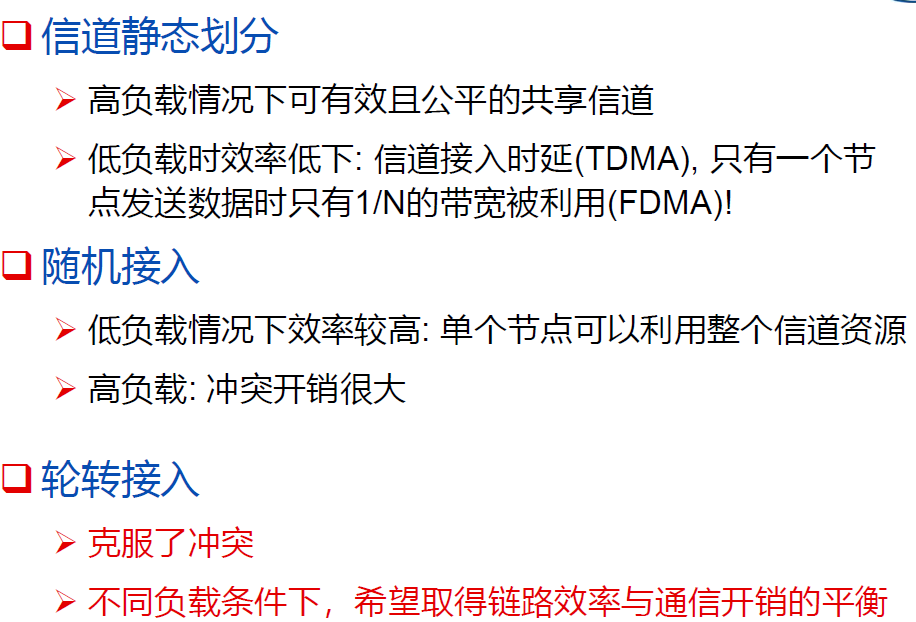 信道静态划分
高负载情况下可有效且公平的共享信道
低负载时效率低下: 信道接入时延(TDMA), 只有一个节
点发送数据时只有1/N的带宽被利用(FDMA)!
随机接入
低负载情况下效率较高: 单个节点可以利用整个信道资源
高负载: 冲突开销很大
轮转接入
克服了冲突
不同负载条件下，希望取得链路效率与通信开销的平衡